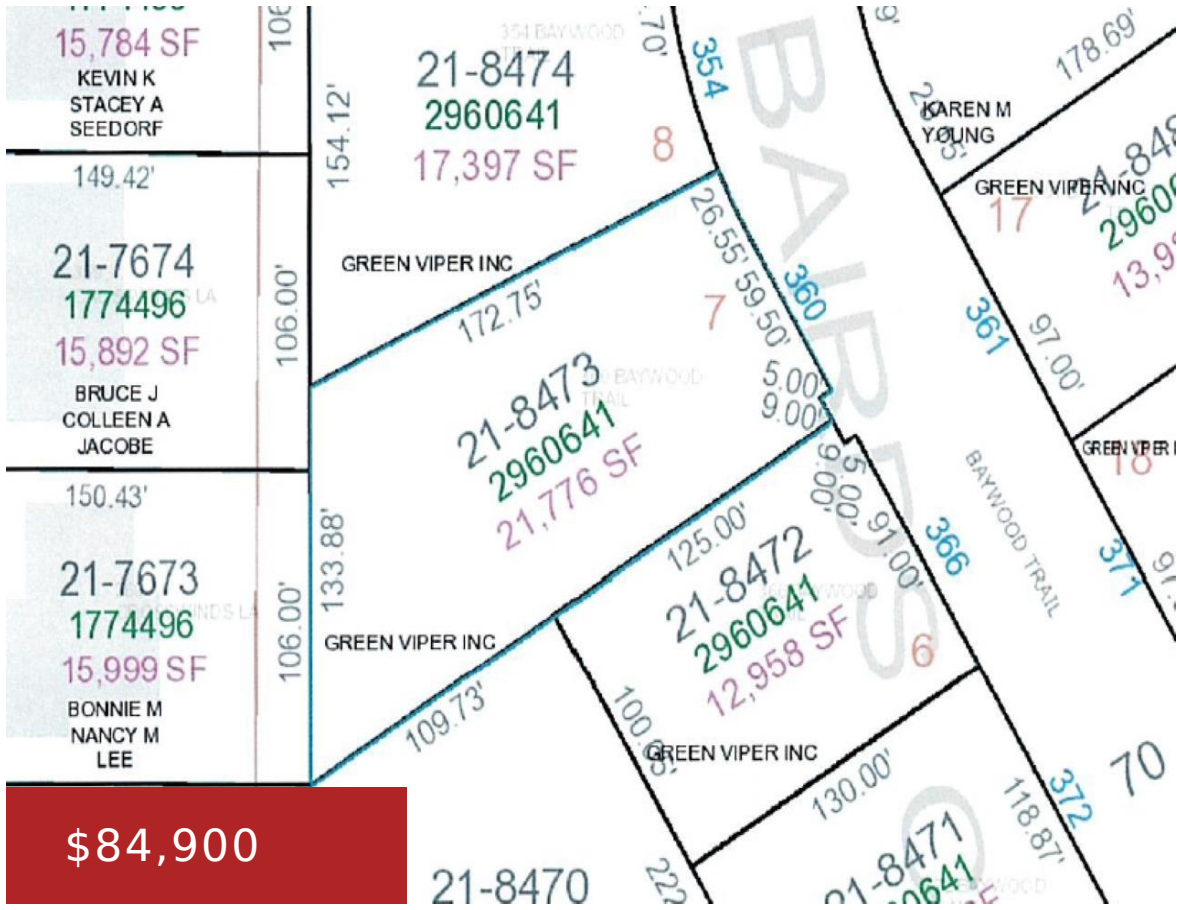 15,784 SF
KEVIN K
STACEY A
SEEDORF
149.42'
21-7674
1774496
15,892 SF
BRUCE J
COLLEEN A
JACOBE
106.00'
150.43'
21-7673
1774496
15,999 SF
BONNIE M
NANCY M
LEE
106.00'
$84,900
354 BAYWOOD
21-8474
2960641
17,397 SF
8
154.12'
354
GREEN VIPER INC
172.75'
26.55'
59.50'
360
7
5.00'
9.00'
BAYWOOD
TRAIL
21-8473
2960641
21,776 SF
133.88'
GREEN VIPER INC
125.00'
109.73'
5.00'
9.00'
91.00'
366
21-8472
2960641
12,958 SF
6
GREEN VIPER INC
130.00'
118.87'
372
70
21-8471
21-8470
BAIRDS
BAYWOOD TRAIL
178.69'
KAREN M
YOUNG
GREEN VIPER INC
17
361
97.00'
18
371